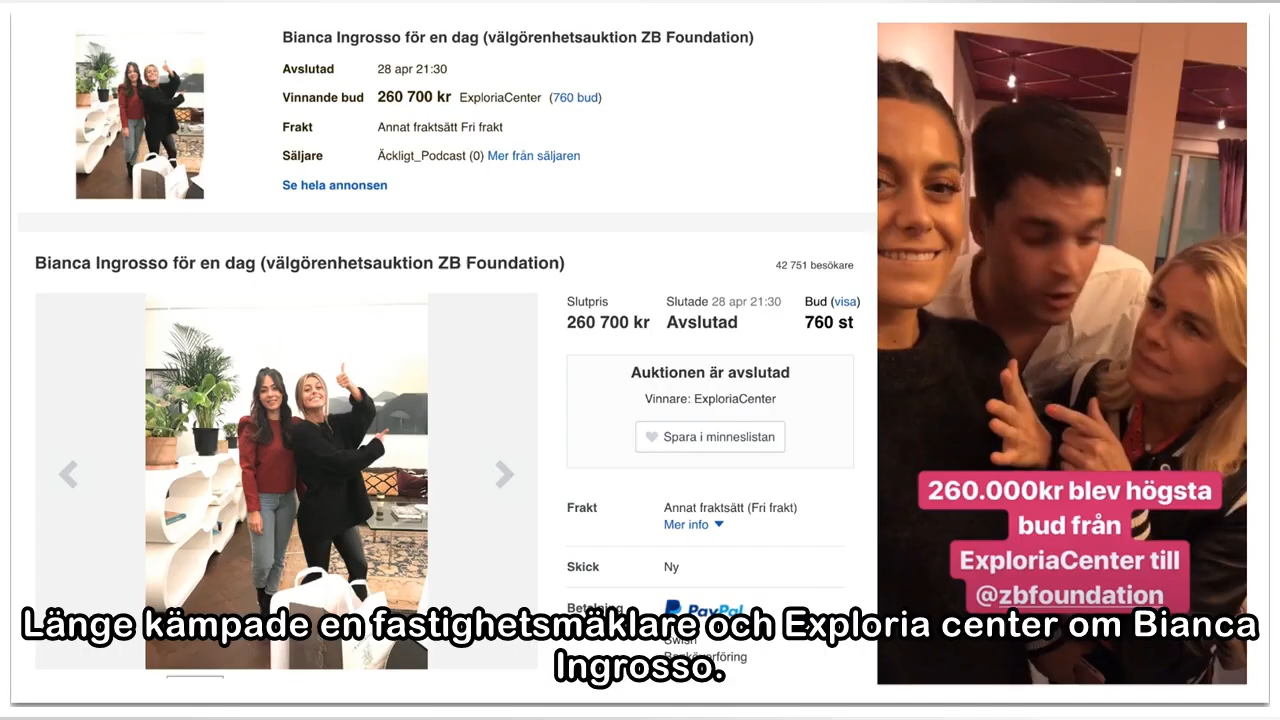 Bianca Ingrosso för en dag (välgörenhetsauktion ZB Foundation)
Avslutad 28 apr 21:30
Vinnande bud 260 700 kr ExploriaCenter (760 bud)
Frakt Annat fraktsätt Fri frakt
Säljare Äckligt_Podcast (0) Mer från säljaren
Se hela annonsen
Bianca Ingrosso för en dag (välgörenhetsauktion ZB Foundation)
42 751 besökare
Slutpris Slutade 28 apr 21:30 Bud (visa)
260 700 kr Avslutad 760 st
Auktionen är avslutad
Vinnare: ExploriaCenter
Spara i minneslistan
Frakt Annat fraktsätt (Fri frakt)
Mer info
Skick Ny
Betalning PayPal
Swish
Banköverföring
260.000kr blev högsta
bud från
ExploriaCenter till
@zbfoundation
Länge kämpade en fastighetsmäklare och Exploria center om Bianca
Ingrosso.